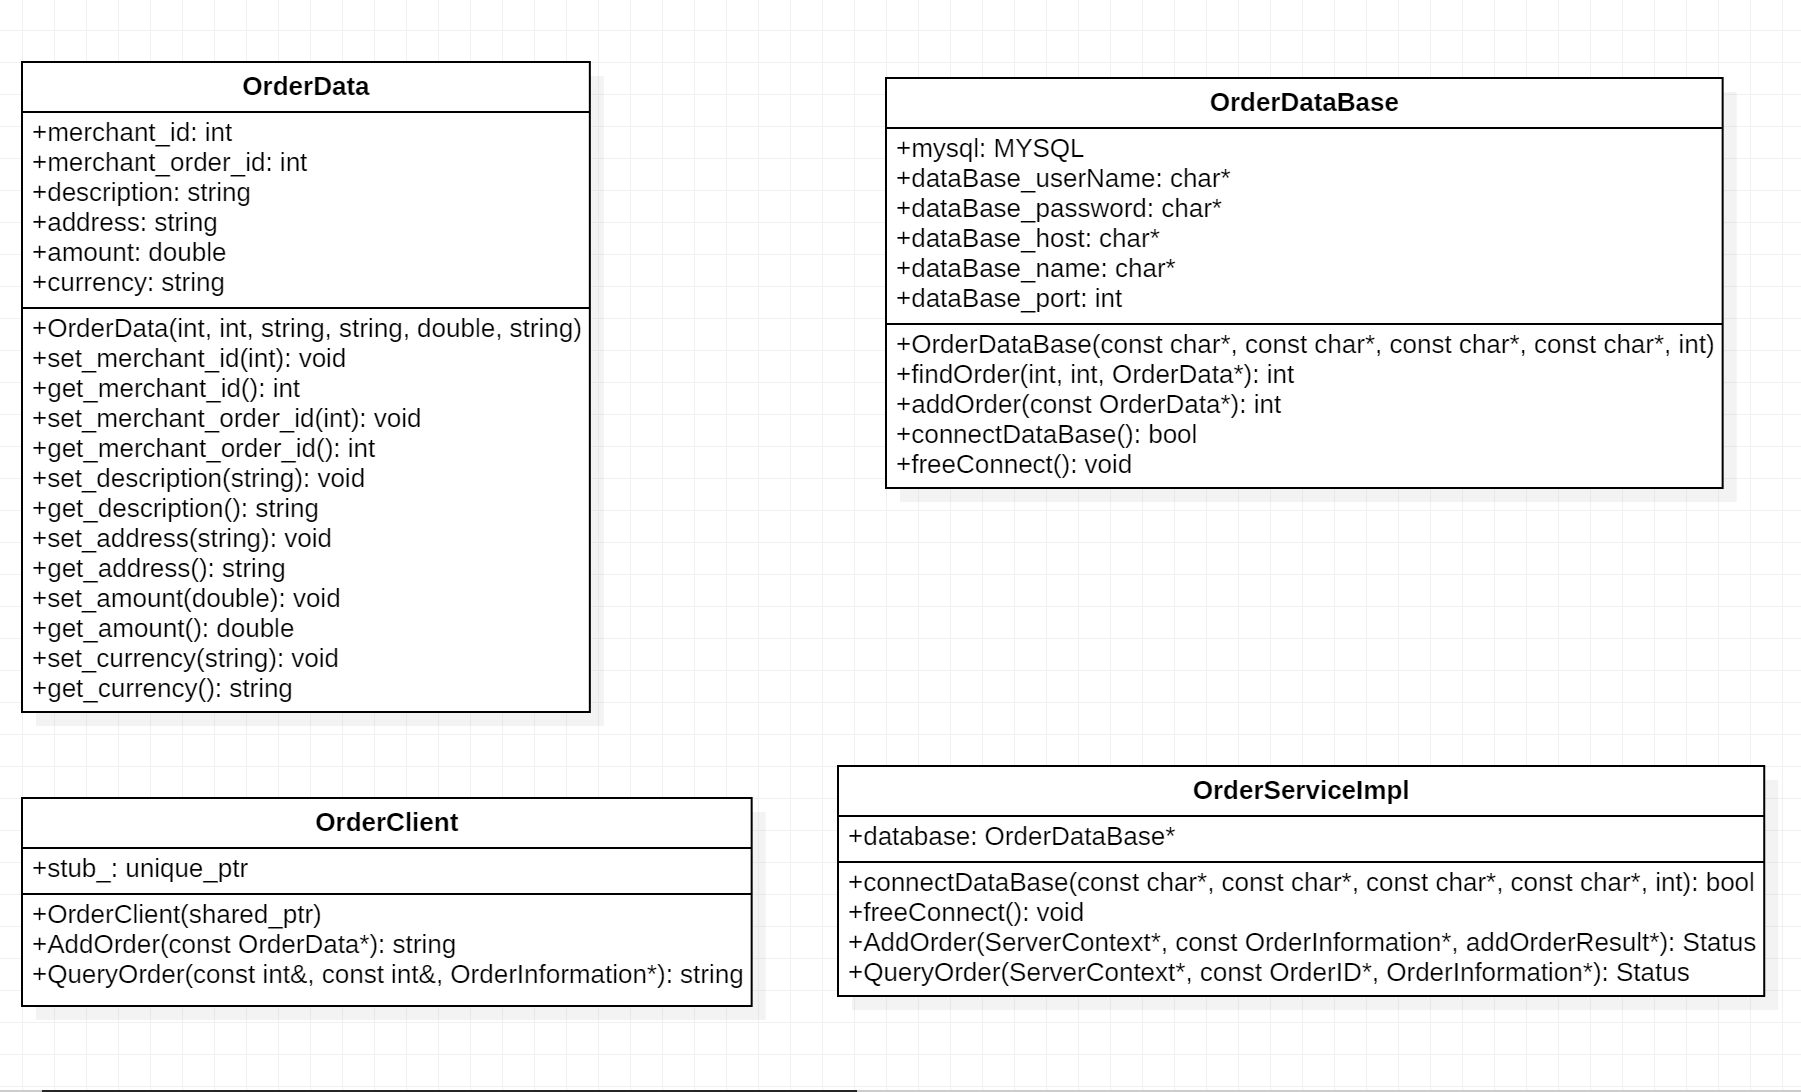 OrderData
+merchant_id: int
+merchant_order_id: int
+description: string
+address: string
+amount: double
+currency: string
+OrderData(int, int, string, string, double, string)
+set_merchant_id(int): void
+get_merchant_id(): int
+set_merchant_order_id(int): void
+get_merchant_order_id(): int
+set_description(string): void
+get_description(): string
+set_address(string): void
+get_address(): string
+set_amount(double): void
+get_amount(): double
+set_currency(string): void
+get_currency(): string
OrderDataBase
+mysql: MYSQL
+dataBase_userName: char*
+dataBase_password: char*
+dataBase_host: char*
+dataBase_name: char*
+dataBase_port: int
+OrderDataBase(const char*, const char*, const char*, const char*, int)
+findOrder(int, int, OrderData*): int
+addOrder(const OrderData*): int
+connectDataBase(): bool
+freeConnect(): void
OrderClient
+stub_: unique_ptr
+OrderClient(shared_ptr)
+AddOrder(const OrderData*): string
+QueryOrder(const int&, const int&, OrderInformation*): string
OrderServiceImpl
+database: OrderDataBase*
+connectDataBase(const char*, const char*, const char*, const char*, int): bool
+freeConnect(): void
+AddOrder(ServerContext*, const OrderInformation*, addOrderResult*): Status
+QueryOrder(ServerContext*, const OrderID*, OrderInformation*): Status